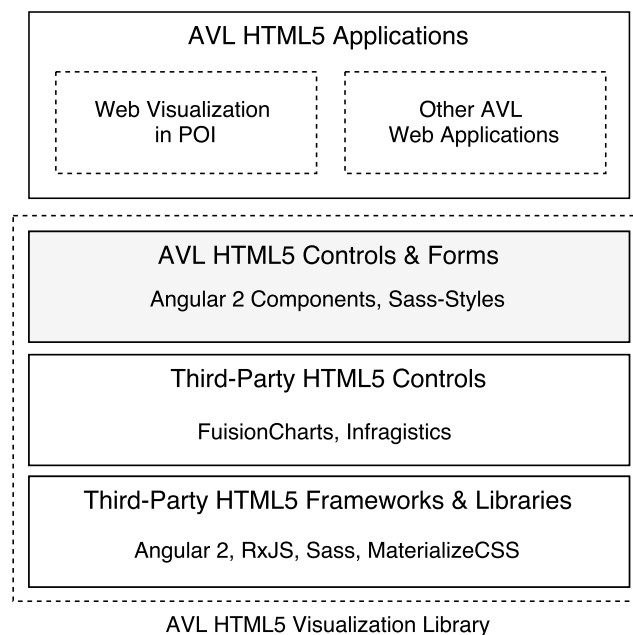 AVL HTML5 Applications
Web Visualization
in POI
Other AVL
Web Applications
AVL HTML5 Controls & Forms
Angular 2 Components, Sass-Styles
Third-Party HTML5 Controls
FuisionCharts, Infragistics
Third-Party HTML5 Frameworks & Libraries
Angular 2, RxJS, Sass, MaterializeCSS
AVL HTML5 Visualization Library